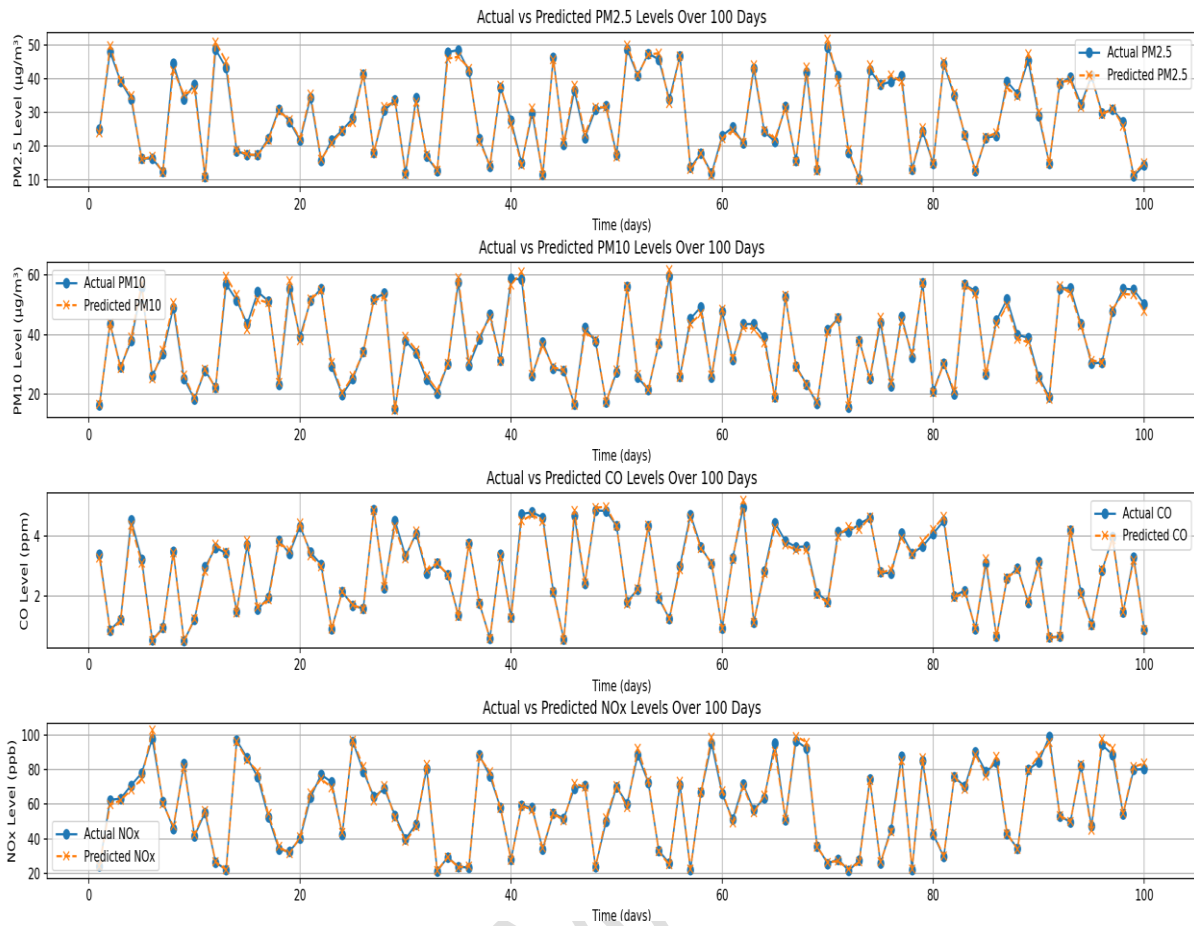 Actual vs Predicted PM2.5 Levels Over 100 Days
PM2.5 Level (µg/m³)
50
40
30
20
10
Actual PM2.5
Predicted PM2.5
0 20 40 60 80 100
Time (days)
Actual vs Predicted PM10 Levels Over 100 Days
PM10 Level (µg/m³)
60
40
20
Actual PM10
Predicted PM10
0 20 40 60 80 100
Time (days)
Actual vs Predicted CO Levels Over 100 Days
CO Level (ppm)
4
2
Actual CO
Predicted CO
0 20 40 60 80 100
Time (days)
Actual vs Predicted NOx Levels Over 100 Days
NOx Level (ppb)
100
80
60
40
20
Actual NOx
Predicted NOx
0 20 40 60 80 100
Time (days)